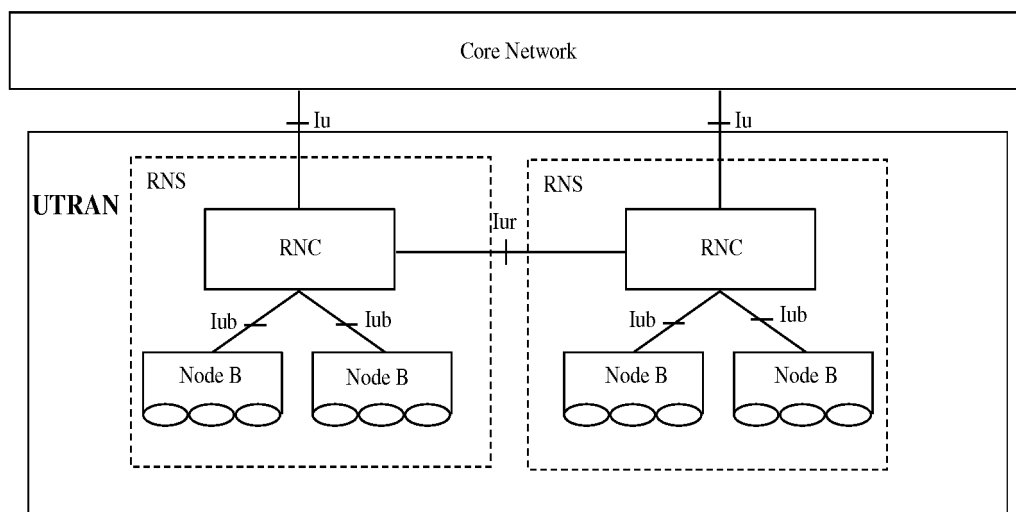 Core Network
Iu
Iu
UTRAN
RNS
RNS
RNC
Iur
RNC
Iub
Iub
Iub
Iub
Node B
Node B
Node B
Node B